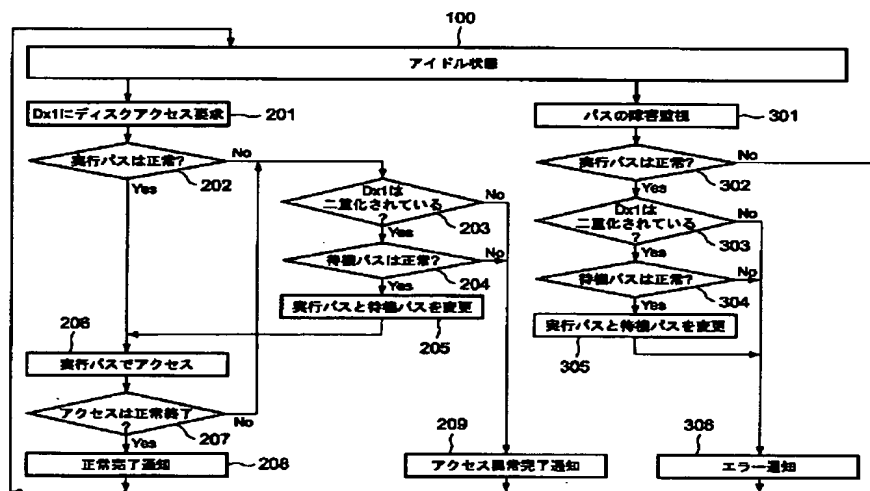 100
アイドル状態
Dx1にディスクアクセス要求
201
実行パスは正常?
No
202
Yes
Dx1は
二重化されている
?
No
203
Yes
待機パスは正常?
No
204
Yes
実行パスと待機パスを変更
205
206
実行パスでアクセス
アクセスは正常終了
?
No
207
Yes
正常完了通知
208
209
アクセス異常完了通知
パスの障害監視
301
実行パスは正常?
No
302
Yes
Dx1は
二重化されている
?
No
303
待機パスは正常?
No
304
Yes
実行パスと待機パスを変更
305
306
エラー通知